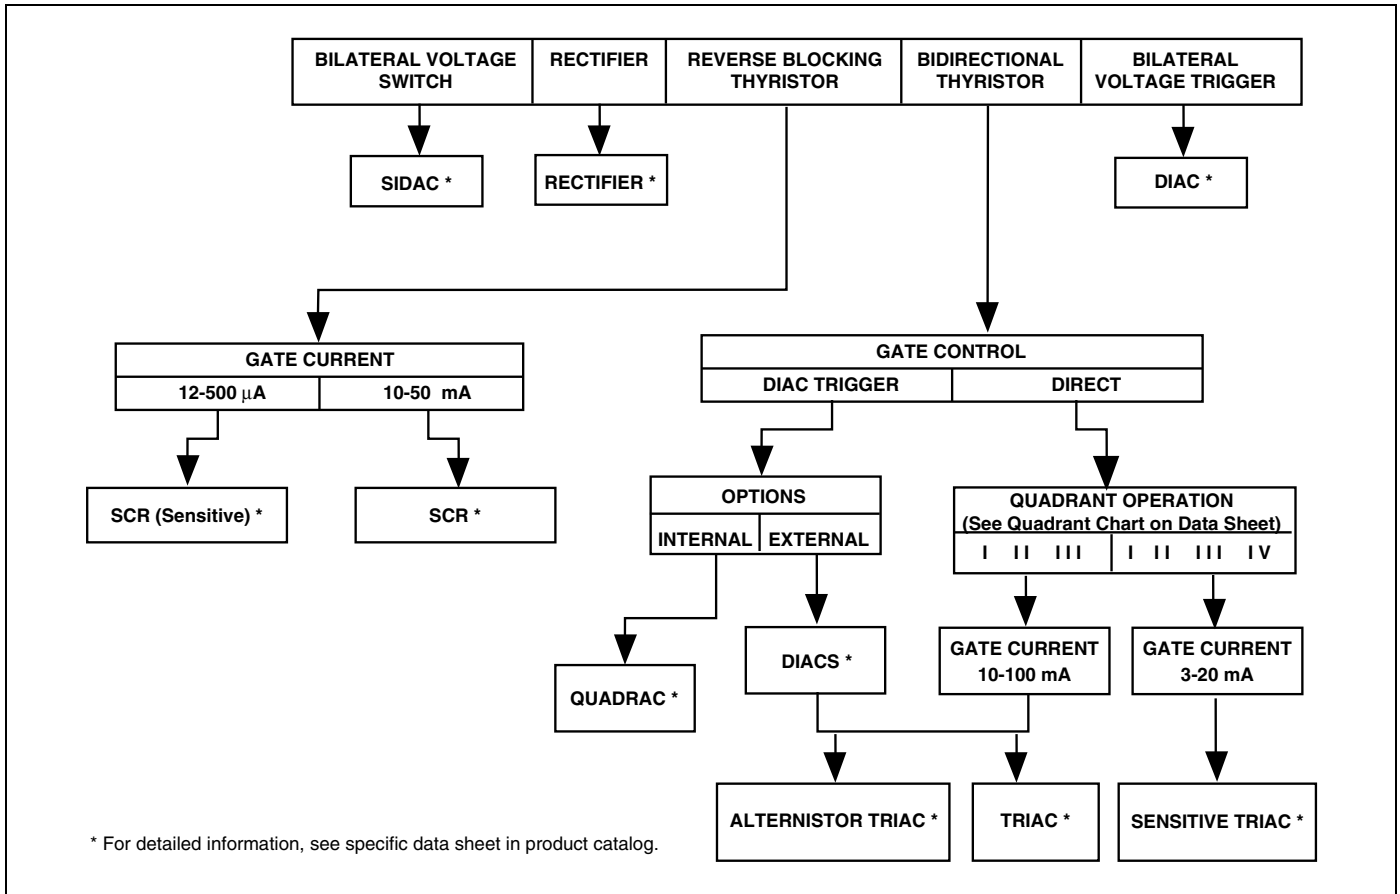 BILATERAL VOLTAGE
SWITCH
RECTIFIER
REVERSE BLOCKING
THYRISTOR
BIDIRECTIONAL
THYRISTOR
BILATERAL
VOLTAGE TRIGGER
SIDAC *
RECTIFIER *
DIAC *
GATE CURRENT
12-500 μA
10-50 mA
GATE CONTROL
DIAC TRIGGER
DIRECT
SCR (Sensitive) *
SCR *
OPTIONS
INTERNAL
EXTERNAL
QUADRANT OPERATION
(See Quadrant Chart on Data Sheet)
I II III
I II III IV
QUADRAC *
DIACS *
GATE CURRENT
10-100 mA
GATE CURRENT
3-20 mA
ALTERNISTOR TRIAC *
TRIAC *
SENSITIVE TRIAC *
* For detailed information, see specific data sheet in product catalog.